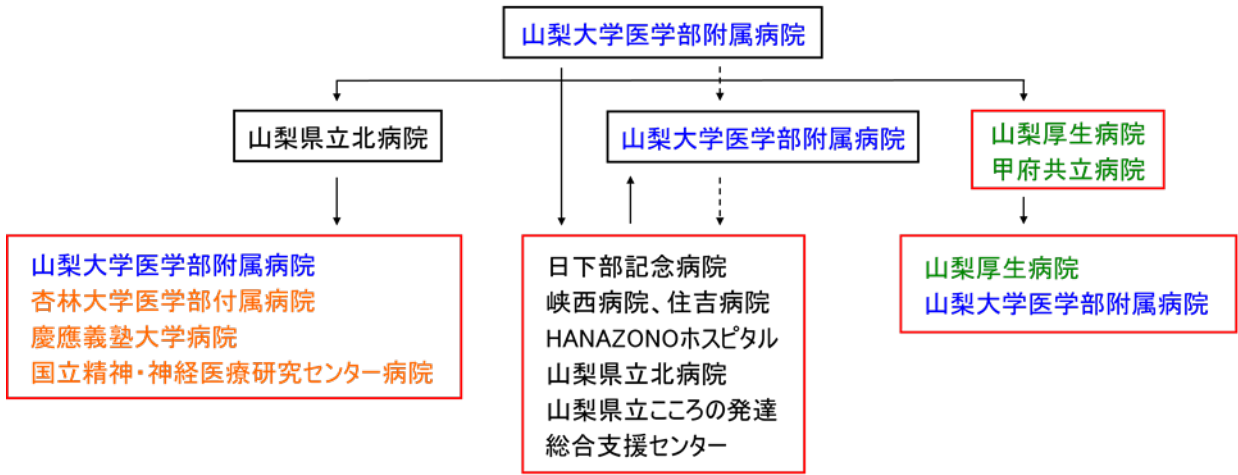 山梨大学医学部附属病院
山梨県立北病院
山梨大学医学部附属病院
山梨厚生病院
甲府共立病院
山梨大学医学部附属病院
杏林大学医学部付属病院
慶應義塾大学病院
国立精神・神経医療研究センター病院
日下部記念病院
峡西病院、住吉病院
HANAZONOホスピタル
山梨県立北病院
山梨県立こころの発達
総合支援センター
山梨厚生病院
山梨大学医学部附属病院